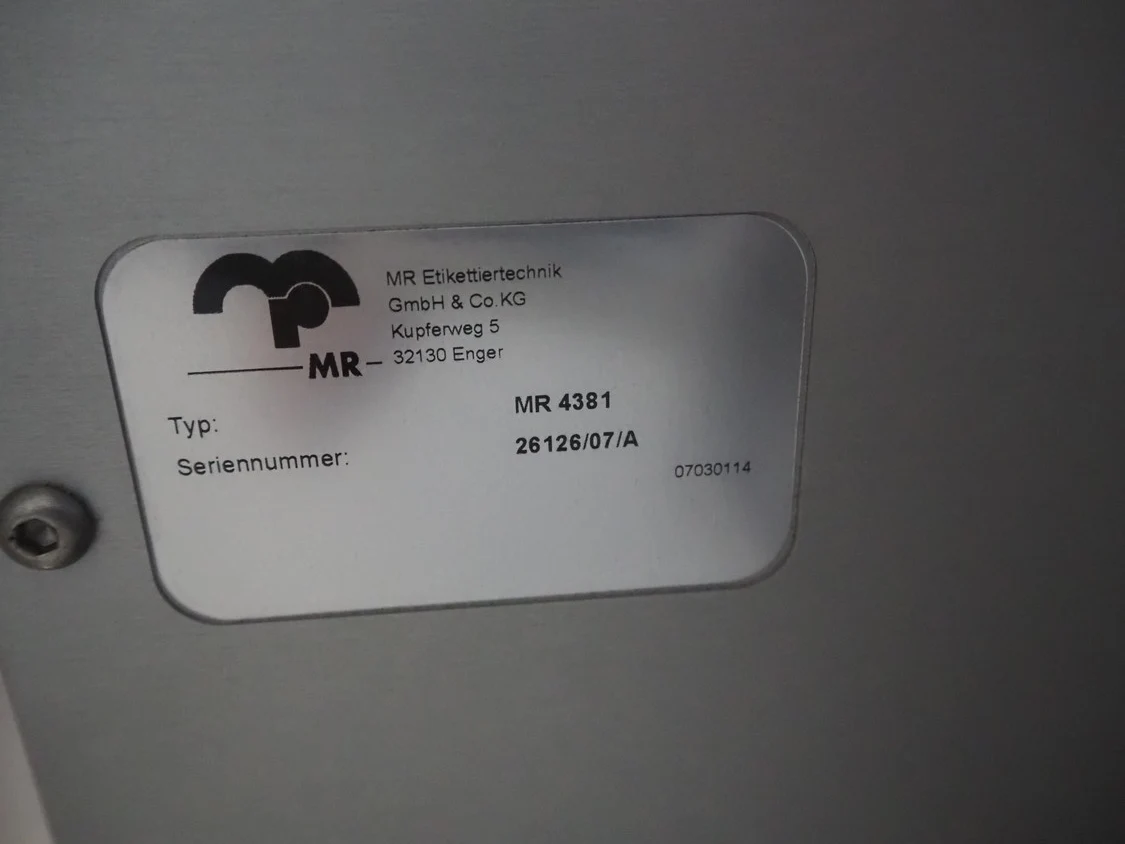 MR Etikettiertechnik
GmbH & Co.KG
Kupferweg 5
32130 Enger
MR
Typ: MR 4381
Seriennummer: 26126/07/A
07030114